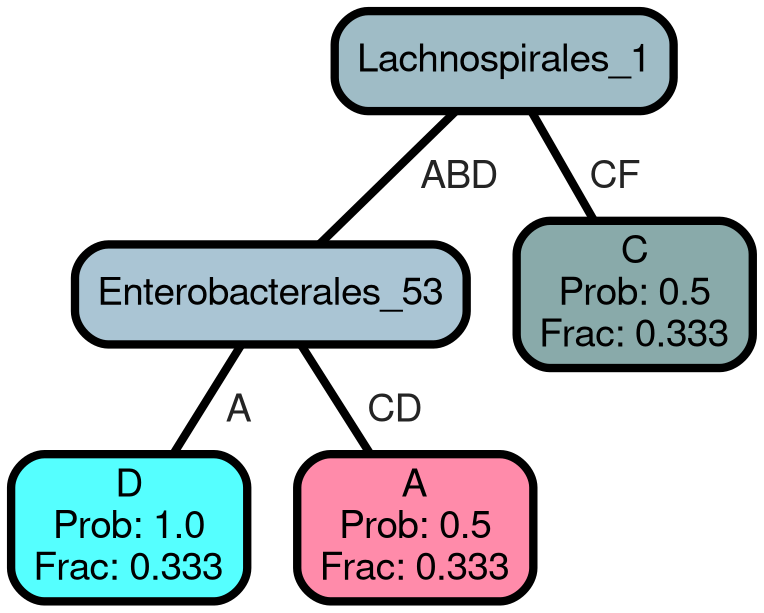 Lachnospirales_1
ABD
CF
Enterobacterales_53
C
Prob: 0.5
Frac: 0.333
A
CD
D
Prob: 1.0
Frac: 0.333
A
Prob: 0.5
Frac: 0.333